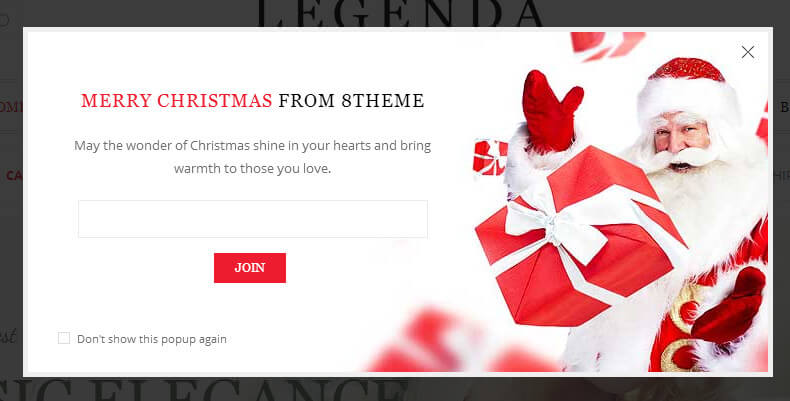 LEGENDA
MERRY CHRISTMAS FROM 8THEME
May the wonder of Christmas shine in your hearts and bring
warmth to those you love.
JOIN
Don't show this popup again
ELEGANCE